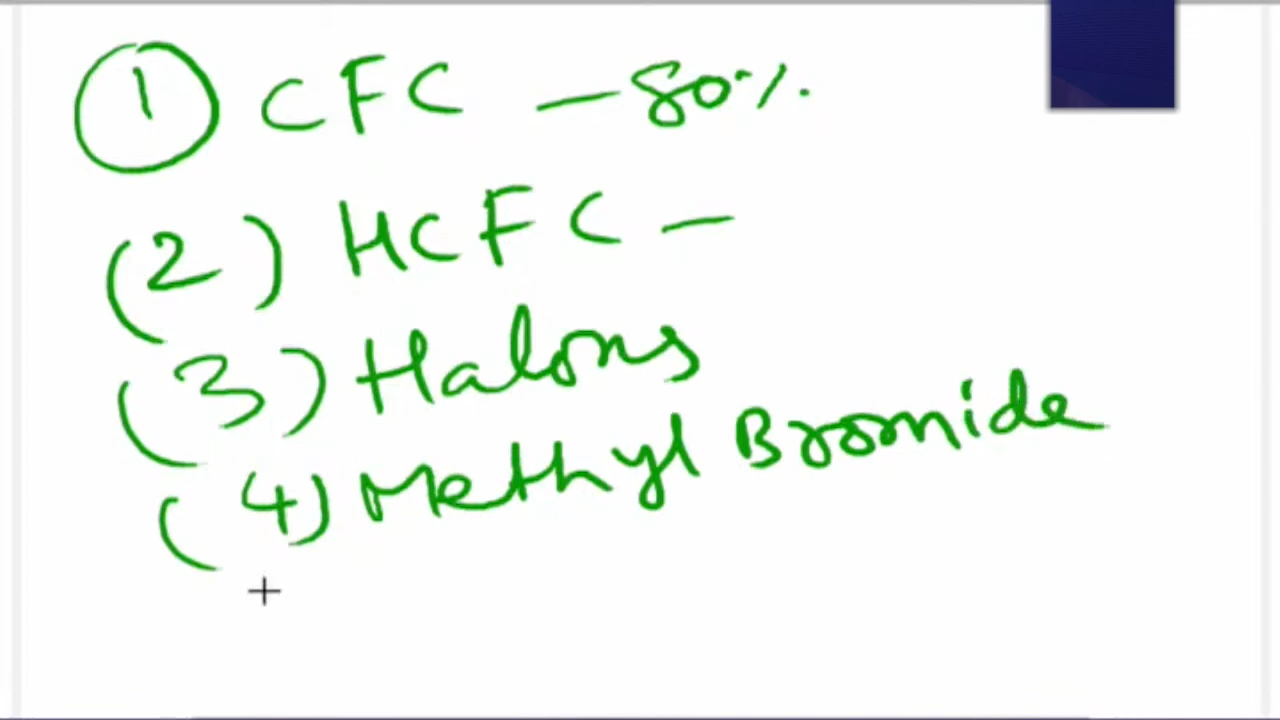 1 CFC — 80%.
(2) HCFC —
(3) Halons
(4) Methyl Bromide